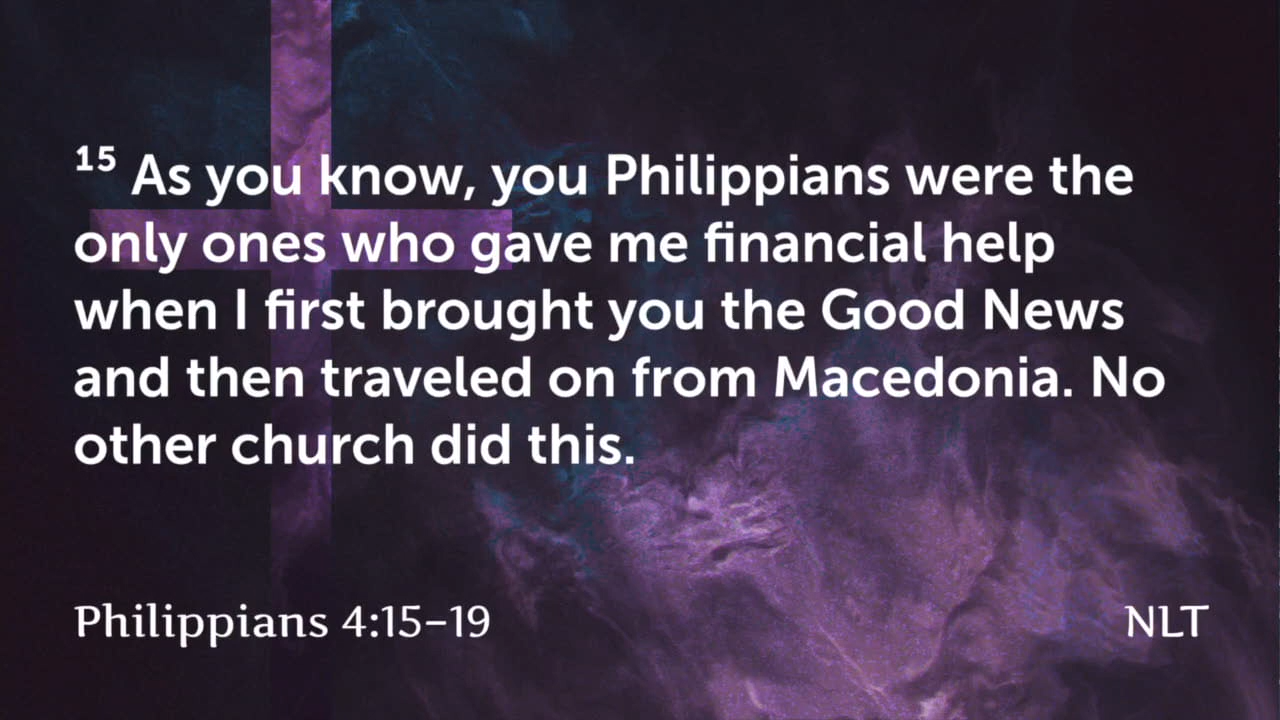 15 As you know, you Philippians were the
only ones who gave me financial help
when I first brought you the Good News
and then traveled on from Macedonia. No
other church did this.
Philippians 4:15–19
NLT